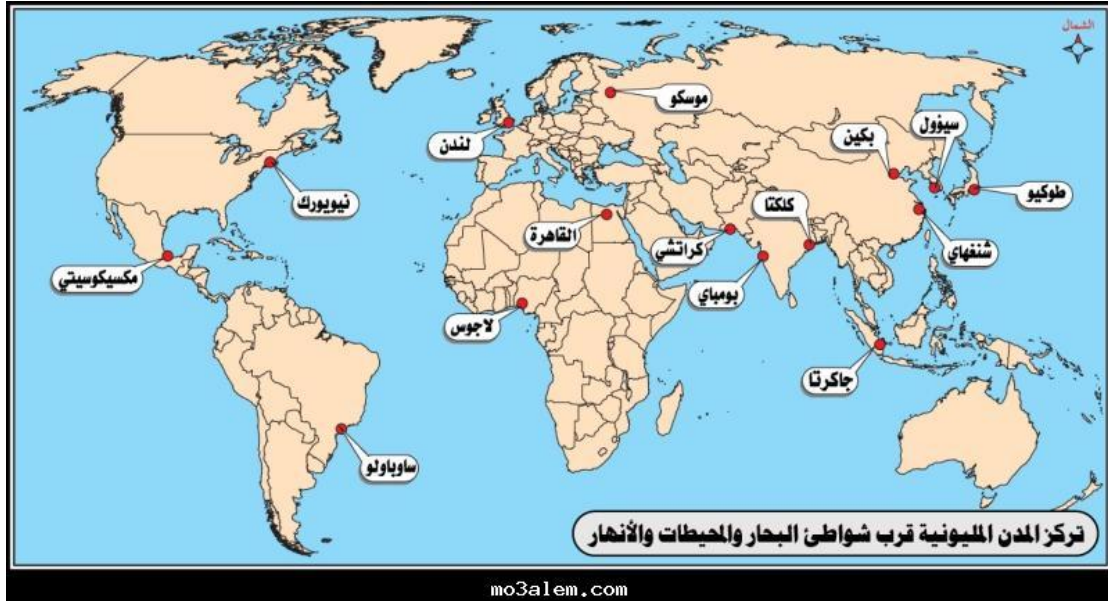 الشمال
موسكو
سيؤول
بكين
لندن
طوكيو
نيويورك
كلكتا
القاهرة
كراتشي
شنغهاي
مكسيكوسيتي
بومباي
لاجوس
جاكرتا
ساوباولو
تركز المدن المليونية قرب شواطئ البحار والمحيطات والأنهار
mo3alem.com